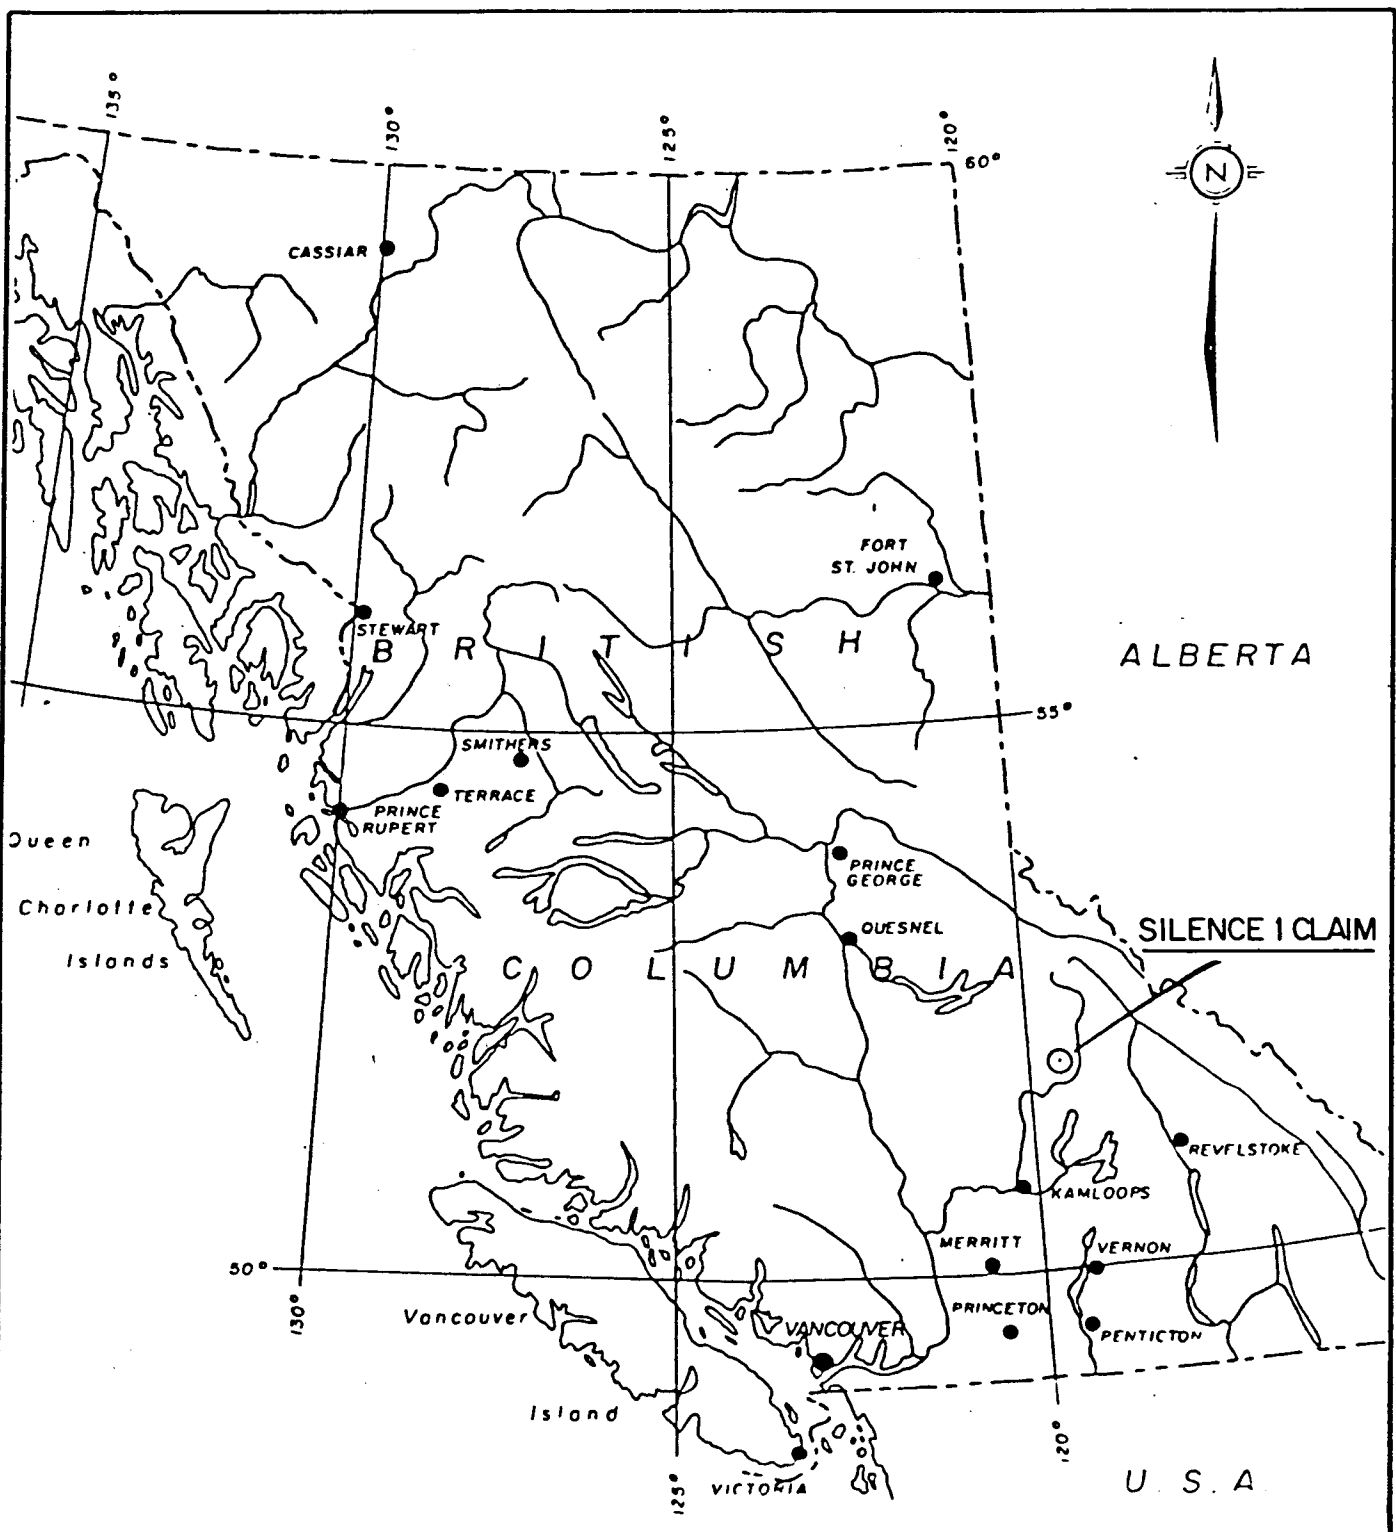 135°
130°
125°
120°
60°
N
CASSIAR
FORT
ST. JOHN
STEWART
BRITISH
ALBERTA
55°
SMITHERS
TERRACE
PRINCE
RUPERT
Queen
Charlotte
Islands
PRINCE
GEORGE
QUESNEL
SILENCE 1 CLAIM
COLUMBIA
REVELSTOKE
KAMLOOPS
MERRITT
VERNON
50°
130°
Vancouver
PRINCETON
VANCOUVER
PENTICTON
Island
120°
125°
VICTORIA
U.S.A